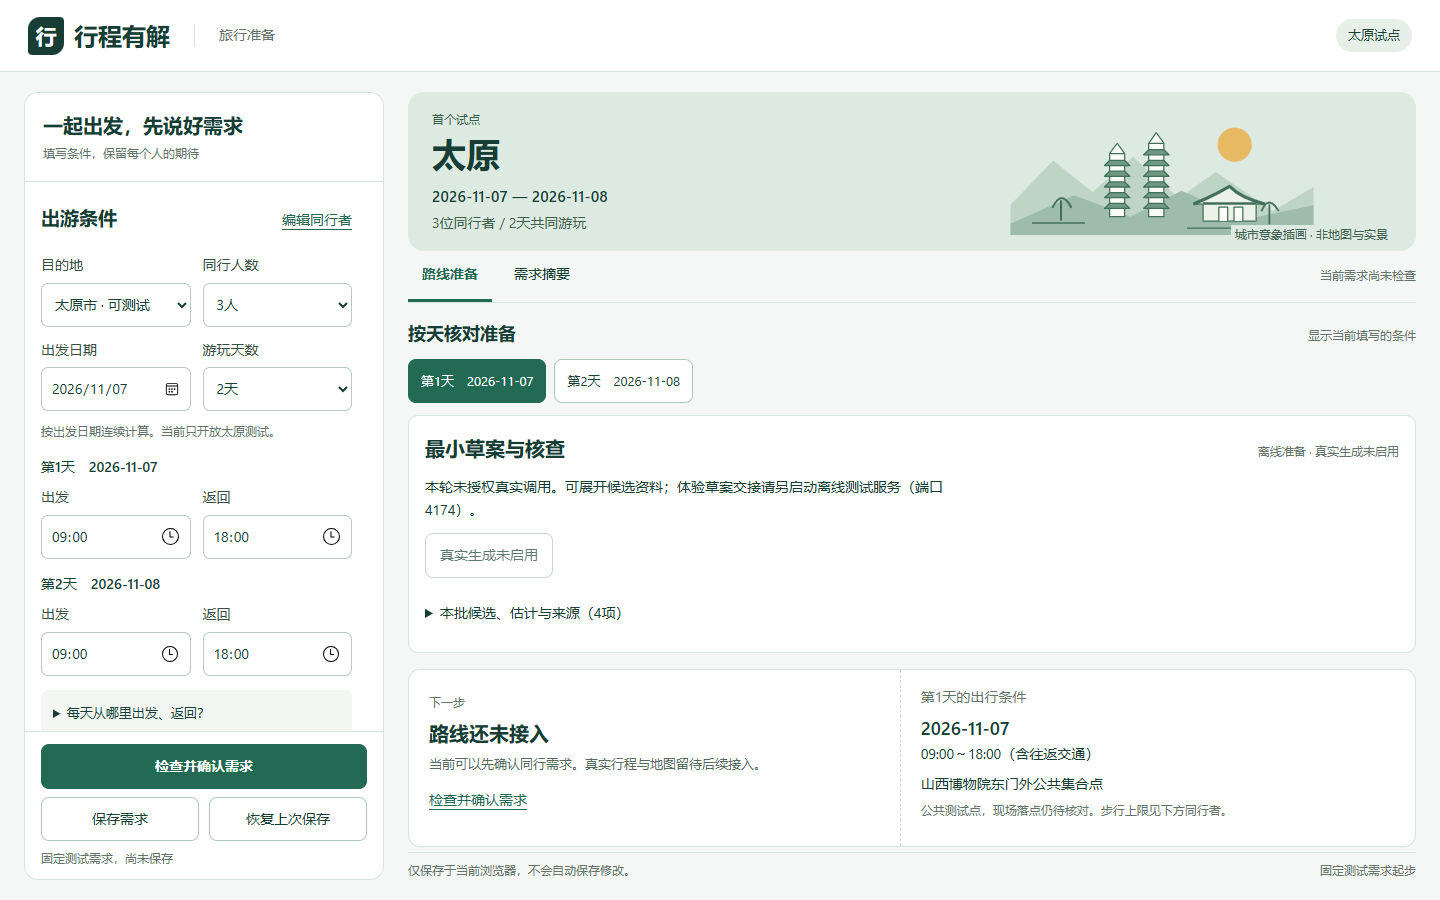 行 行程有解 旅行准备 太原试点
一起出发，先说好需求
填写条件，保留每个人的期待
出游条件 编辑同行者
目的地 同行人数
太原市 · 可测试 3人
出发日期 游玩天数
2026/11/07 2天
按出发日期连续计算。当前只开放太原测试。
第1天 2026-11-07
出发 返回
09:00 18:00
第2天 2026-11-08
出发 返回
09:00 18:00
每天从哪里出发、返回？
检查并确认需求
保存需求 恢复上次保存
固定测试需求，尚未保存
首个试点
太原
2026-11-07 — 2026-11-08
3位同行者 / 2天共同游玩
城市意象插画 · 非地图与实景
路线准备 需求摘要 当前需求尚未检查
按天核对准备 显示当前填写的条件
第1天 2026-11-07 第2天 2026-11-08
最小草案与核查 离线准备 · 真实生成未启用
本轮未授权真实调用。可展开候选资料；体验草案交接请另启动离线测试服务（端口
4174）。
真实生成未启用
本批候选、估计与来源（4项）
下一步
路线还未接入
当前可以先确认同行需求。真实行程与地图留待后续接入。
检查并确认需求
第1天的出行条件
2026-11-07
09:00 ~ 18:00（含往返交通）
山西博物院东门外公共集合点
公共测试点，现场落点仍待核对。步行上限见下方同行者。
仅保存于当前浏览器，不会自动保存修改。 固定测试需求起步